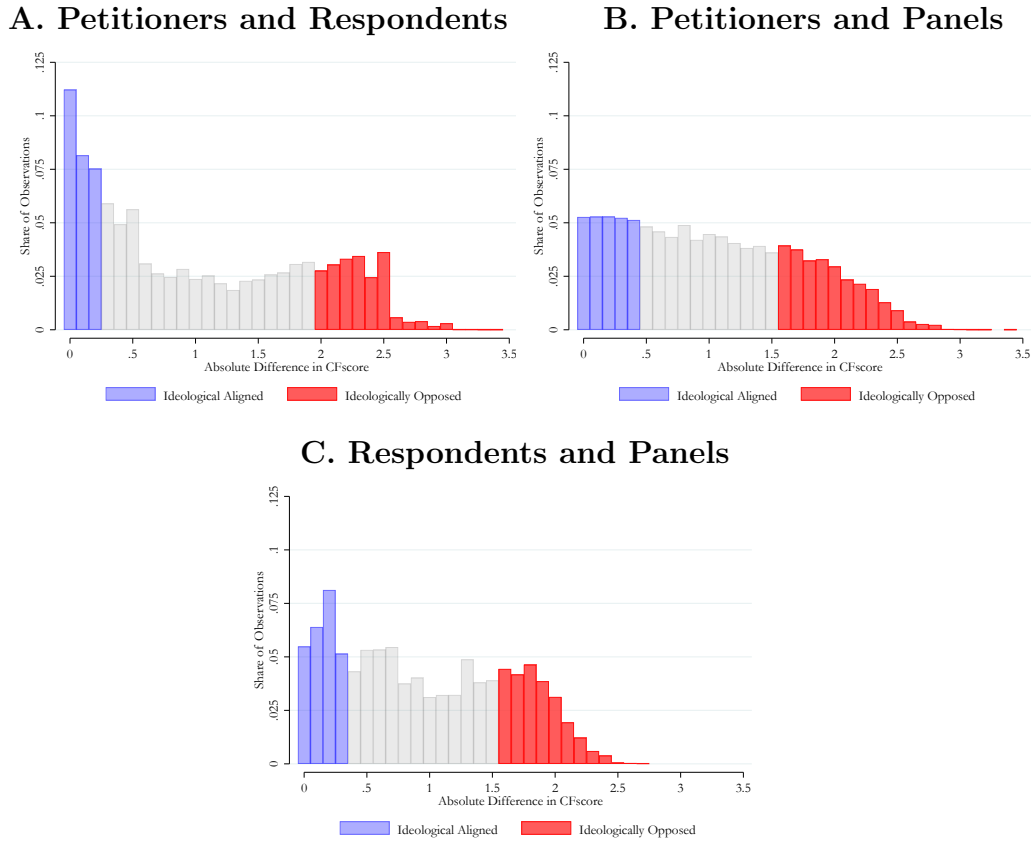 A. Petitioners and Respondents
Share of Observations
.125
.1
.075
.05
.025
0
0 .5 1 1.5 2 2.5 3 3.5
Absolute Difference in CFscore
Ideological Aligned Ideologically Opposed
B. Petitioners and Panels
Share of Observations
.125
.1
.075
.05
.025
0
0 .5 1 1.5 2 2.5 3 3.5
Absolute Difference in CFscore
Ideological Aligned Ideologically Opposed
C. Respondents and Panels
Share of Observations
.125
.1
.075
.05
.025
0
0 .5 1 1.5 2 2.5 3 3.5
Absolute Difference in CFscore
Ideological Aligned Ideologically Opposed